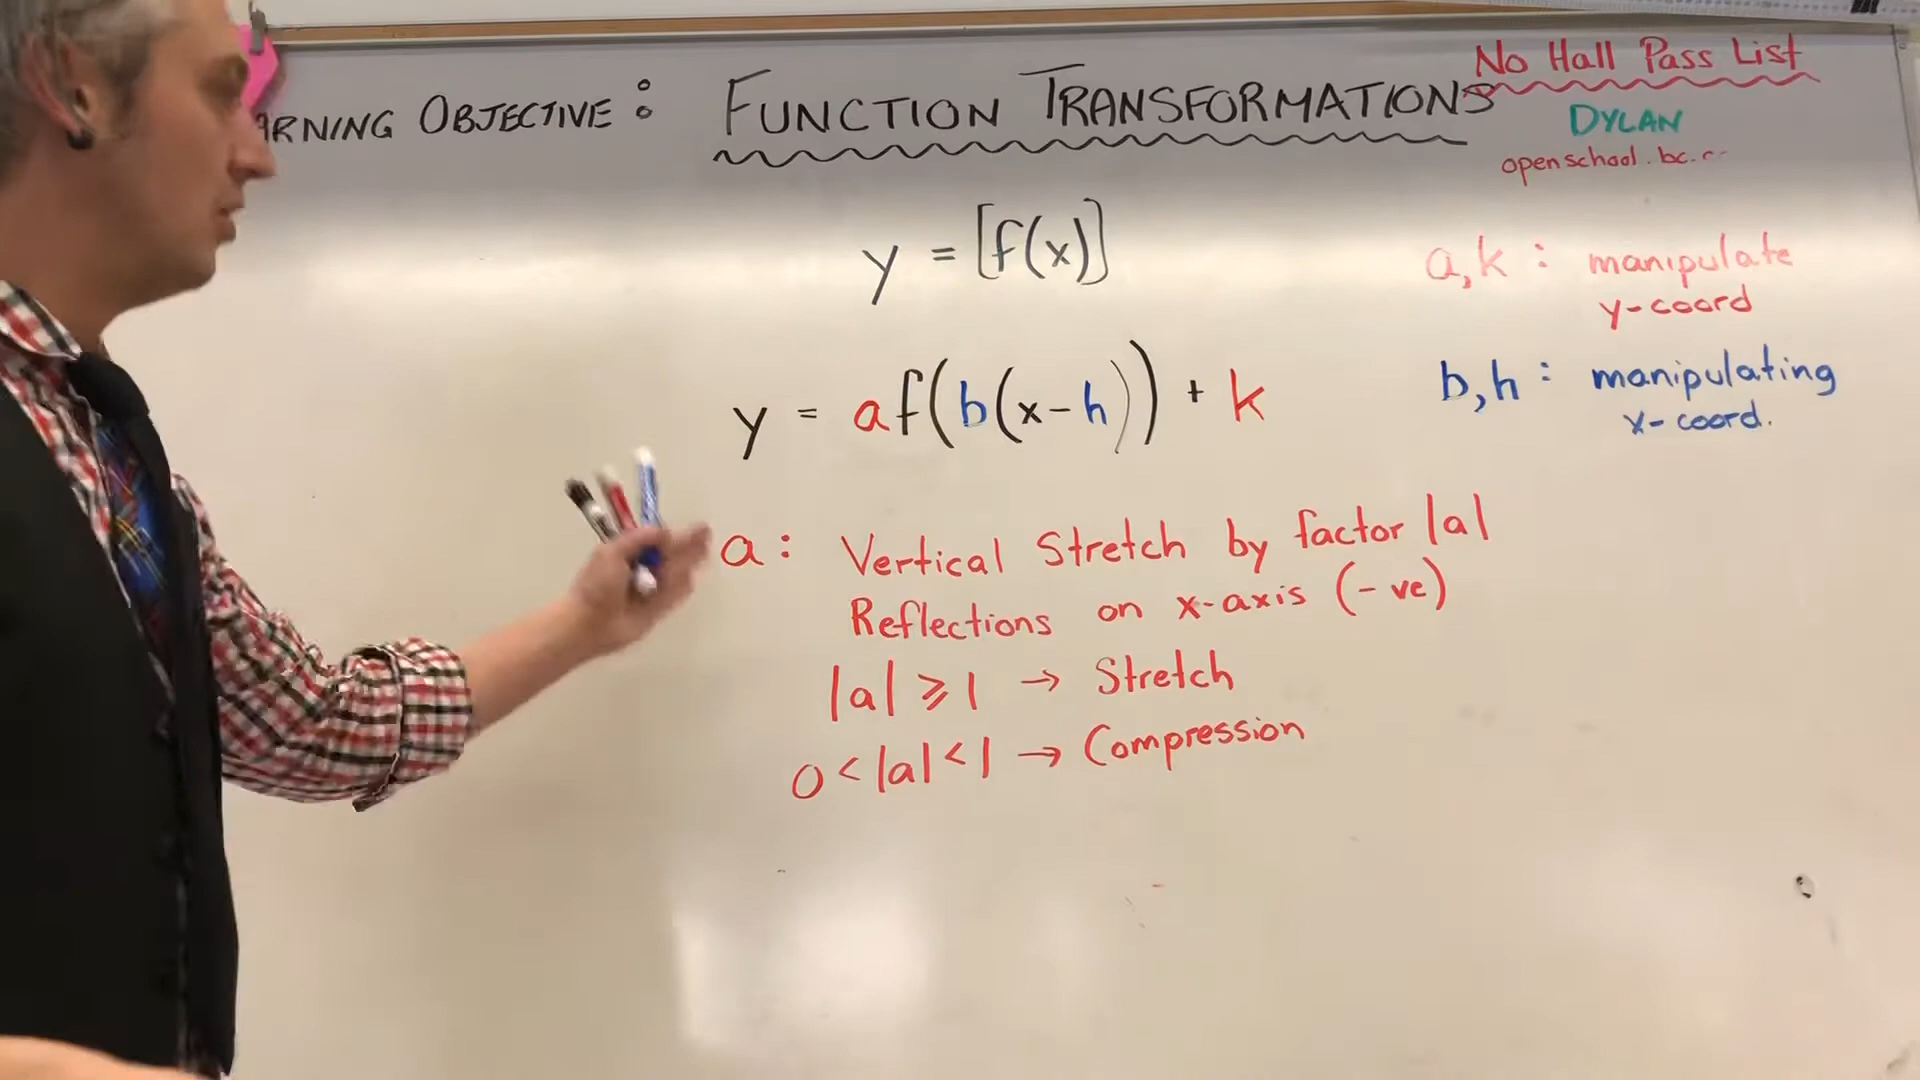 ARNING OBJECTIVE : FUNCTION TRANSFORMATIONS
No Hall Pass List
DYLAN
openschool.bc.c
y = [f(x)]
y = af(b(x-h)) + k
a,k : manipulate
y-coord
b,h : manipulating
x-coord.
a : Vertical Stretch by factor |a|
Reflections on x-axis (-ve)
|a| ⩾ 1 → Stretch
0 < |a| < 1 → Compression